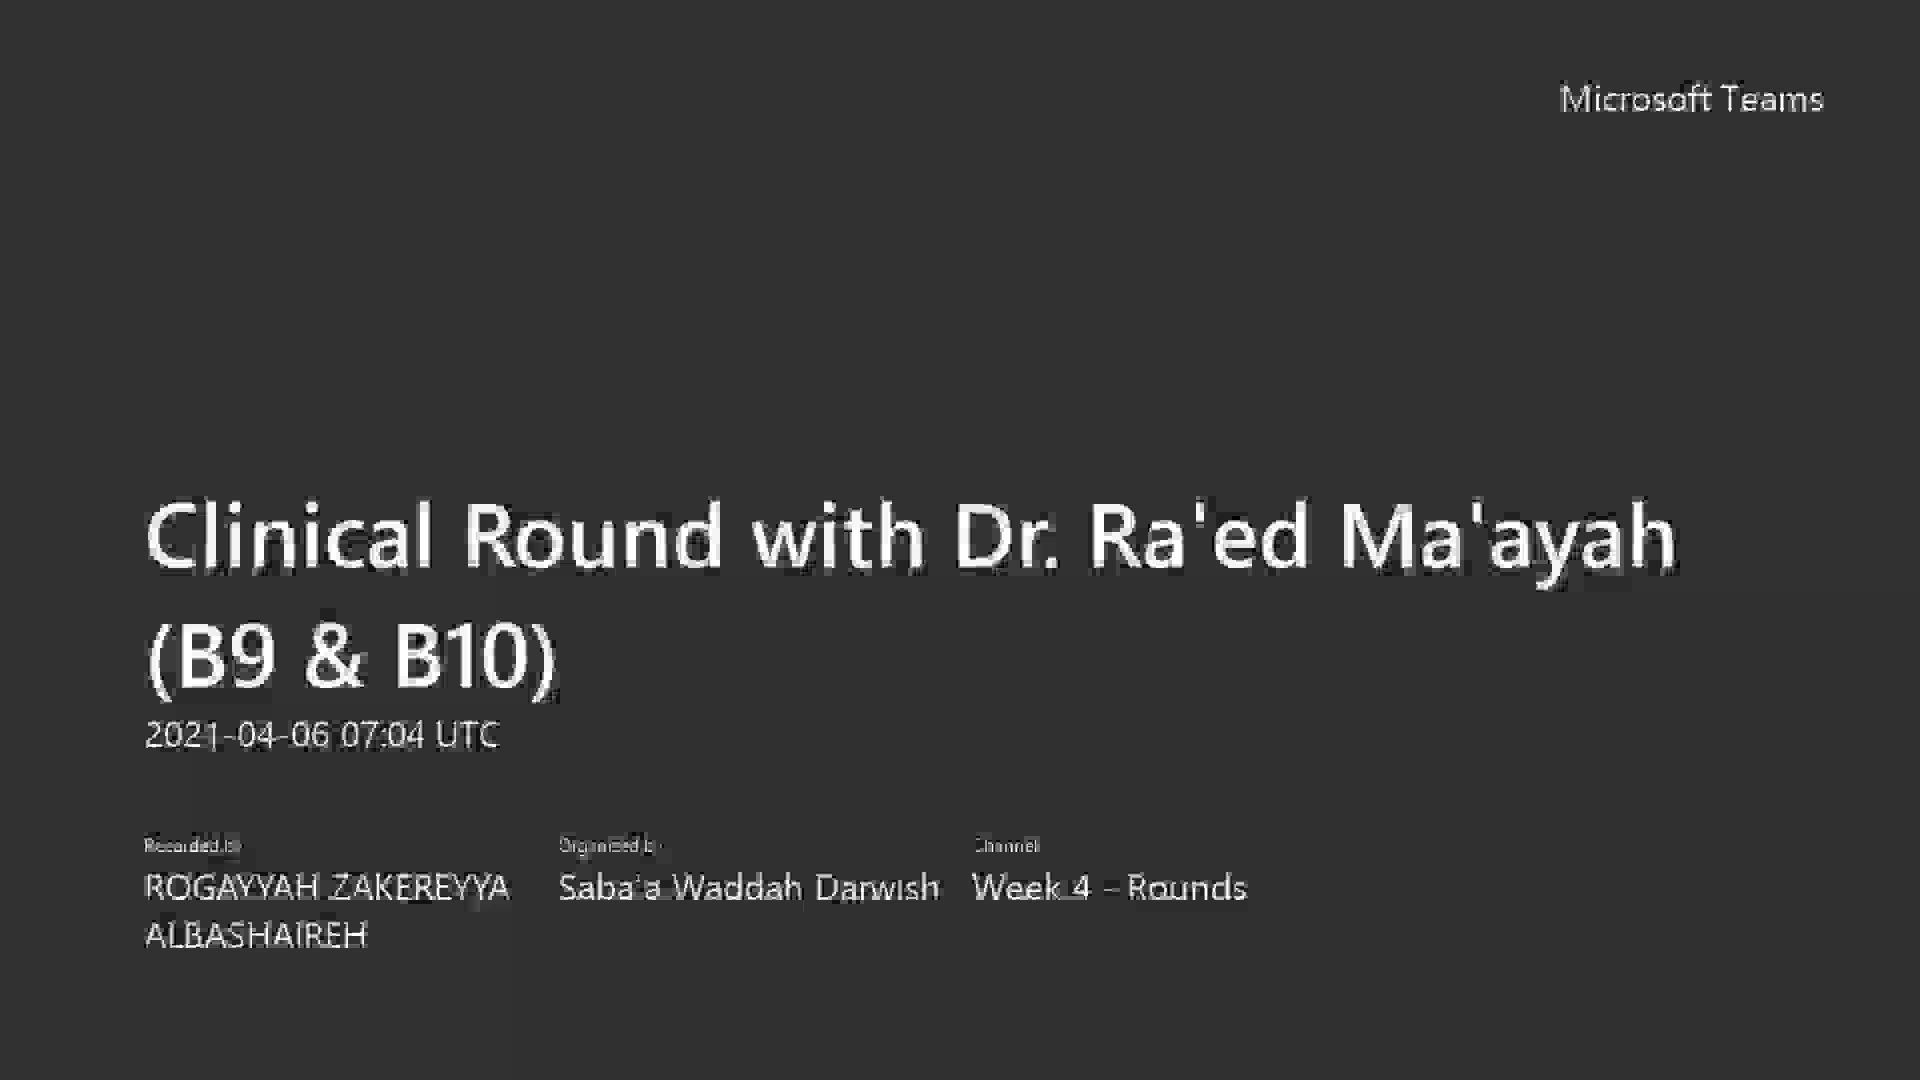 Microsoft Teams
Clinical Round with Dr. Ra'ed Ma'ayah
(B9 & B10)
2021-04-06 07:04 UTC
Recorded by
Organized by
Channel
ROGAYYAH ZAKEREYYA
ALBASHAIREH
Saba'a Waddah Darwish
Week 4 - Rounds